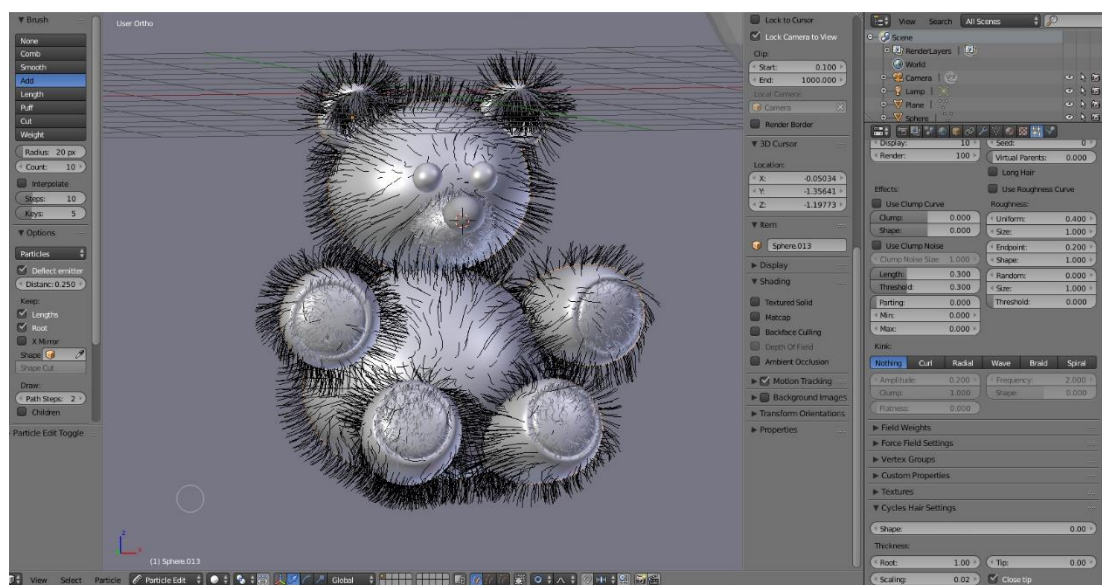 Brush
None
Comb
Smooth
Add
Length
Puff
Cut
Weight
Radius: 20 px
Count: 10
Interpolate
Steps: 10
Keys: 5
Options
Particles
Deflect emitter
Distanc: 0.250
Keep:
Lengths
Root
X Mirror
Shape
Shape Cut
Draw:
Path Steps: 2
Children
Particle Edit Toggle
User Ortho
z
x
(1) Sphere.013
View Select Particle Particle Edit Global
Lock to Cursor
Lock Camera to View
Clip:
Start: 0.100
End: 1000.000
Local Camera:
Camera
Render Border
3D Cursor
Location:
X: -0.05034
Y: -1.35641
Z: -1.19773
Item
Sphere.013
Display
Shading
Textured Solid
Matcap
Backface Culling
Depth Of Field
Ambient Occlusion
Motion Tracking
Background Images
Transform Orientations
Properties
View Search All Scenes
Scene
RenderLayers
World
Camera
Lamp
Plane
Sphere
Display: 10
Render: 100
Seed: 0
Virtual Parents: 0.000
Long Hair
Effects:
Use Roughness Curve
Use Clump Curve
Roughness:
Clump: 0.000
Uniform: 0.400
Shape: 0.000
Size: 1.000
Use Clump Noise
Endpoint: 0.200
Clump Noise Size 1.000
Shape: 1.000
Length: 0.300
Random: 0.000
Threshold: 0.300
Size: 1.000
Parting: 0.000
Threshold: 0.000
Min: 0.000
Max: 0.000
Kink:
Nothing Curl Radial Wave Braid Spiral
Amplitude: 0.200
Frequency: 2.000
Clump: 1.000
Shape: 0.000
Flatness: 0.000
Field Weights
Force Field Settings
Vertex Groups
Custom Properties
Textures
Cycles Hair Settings
Shape: 0.00
Thickness:
Root: 1.00
Tip: 0.00
Scaling: 0.02
Close tip